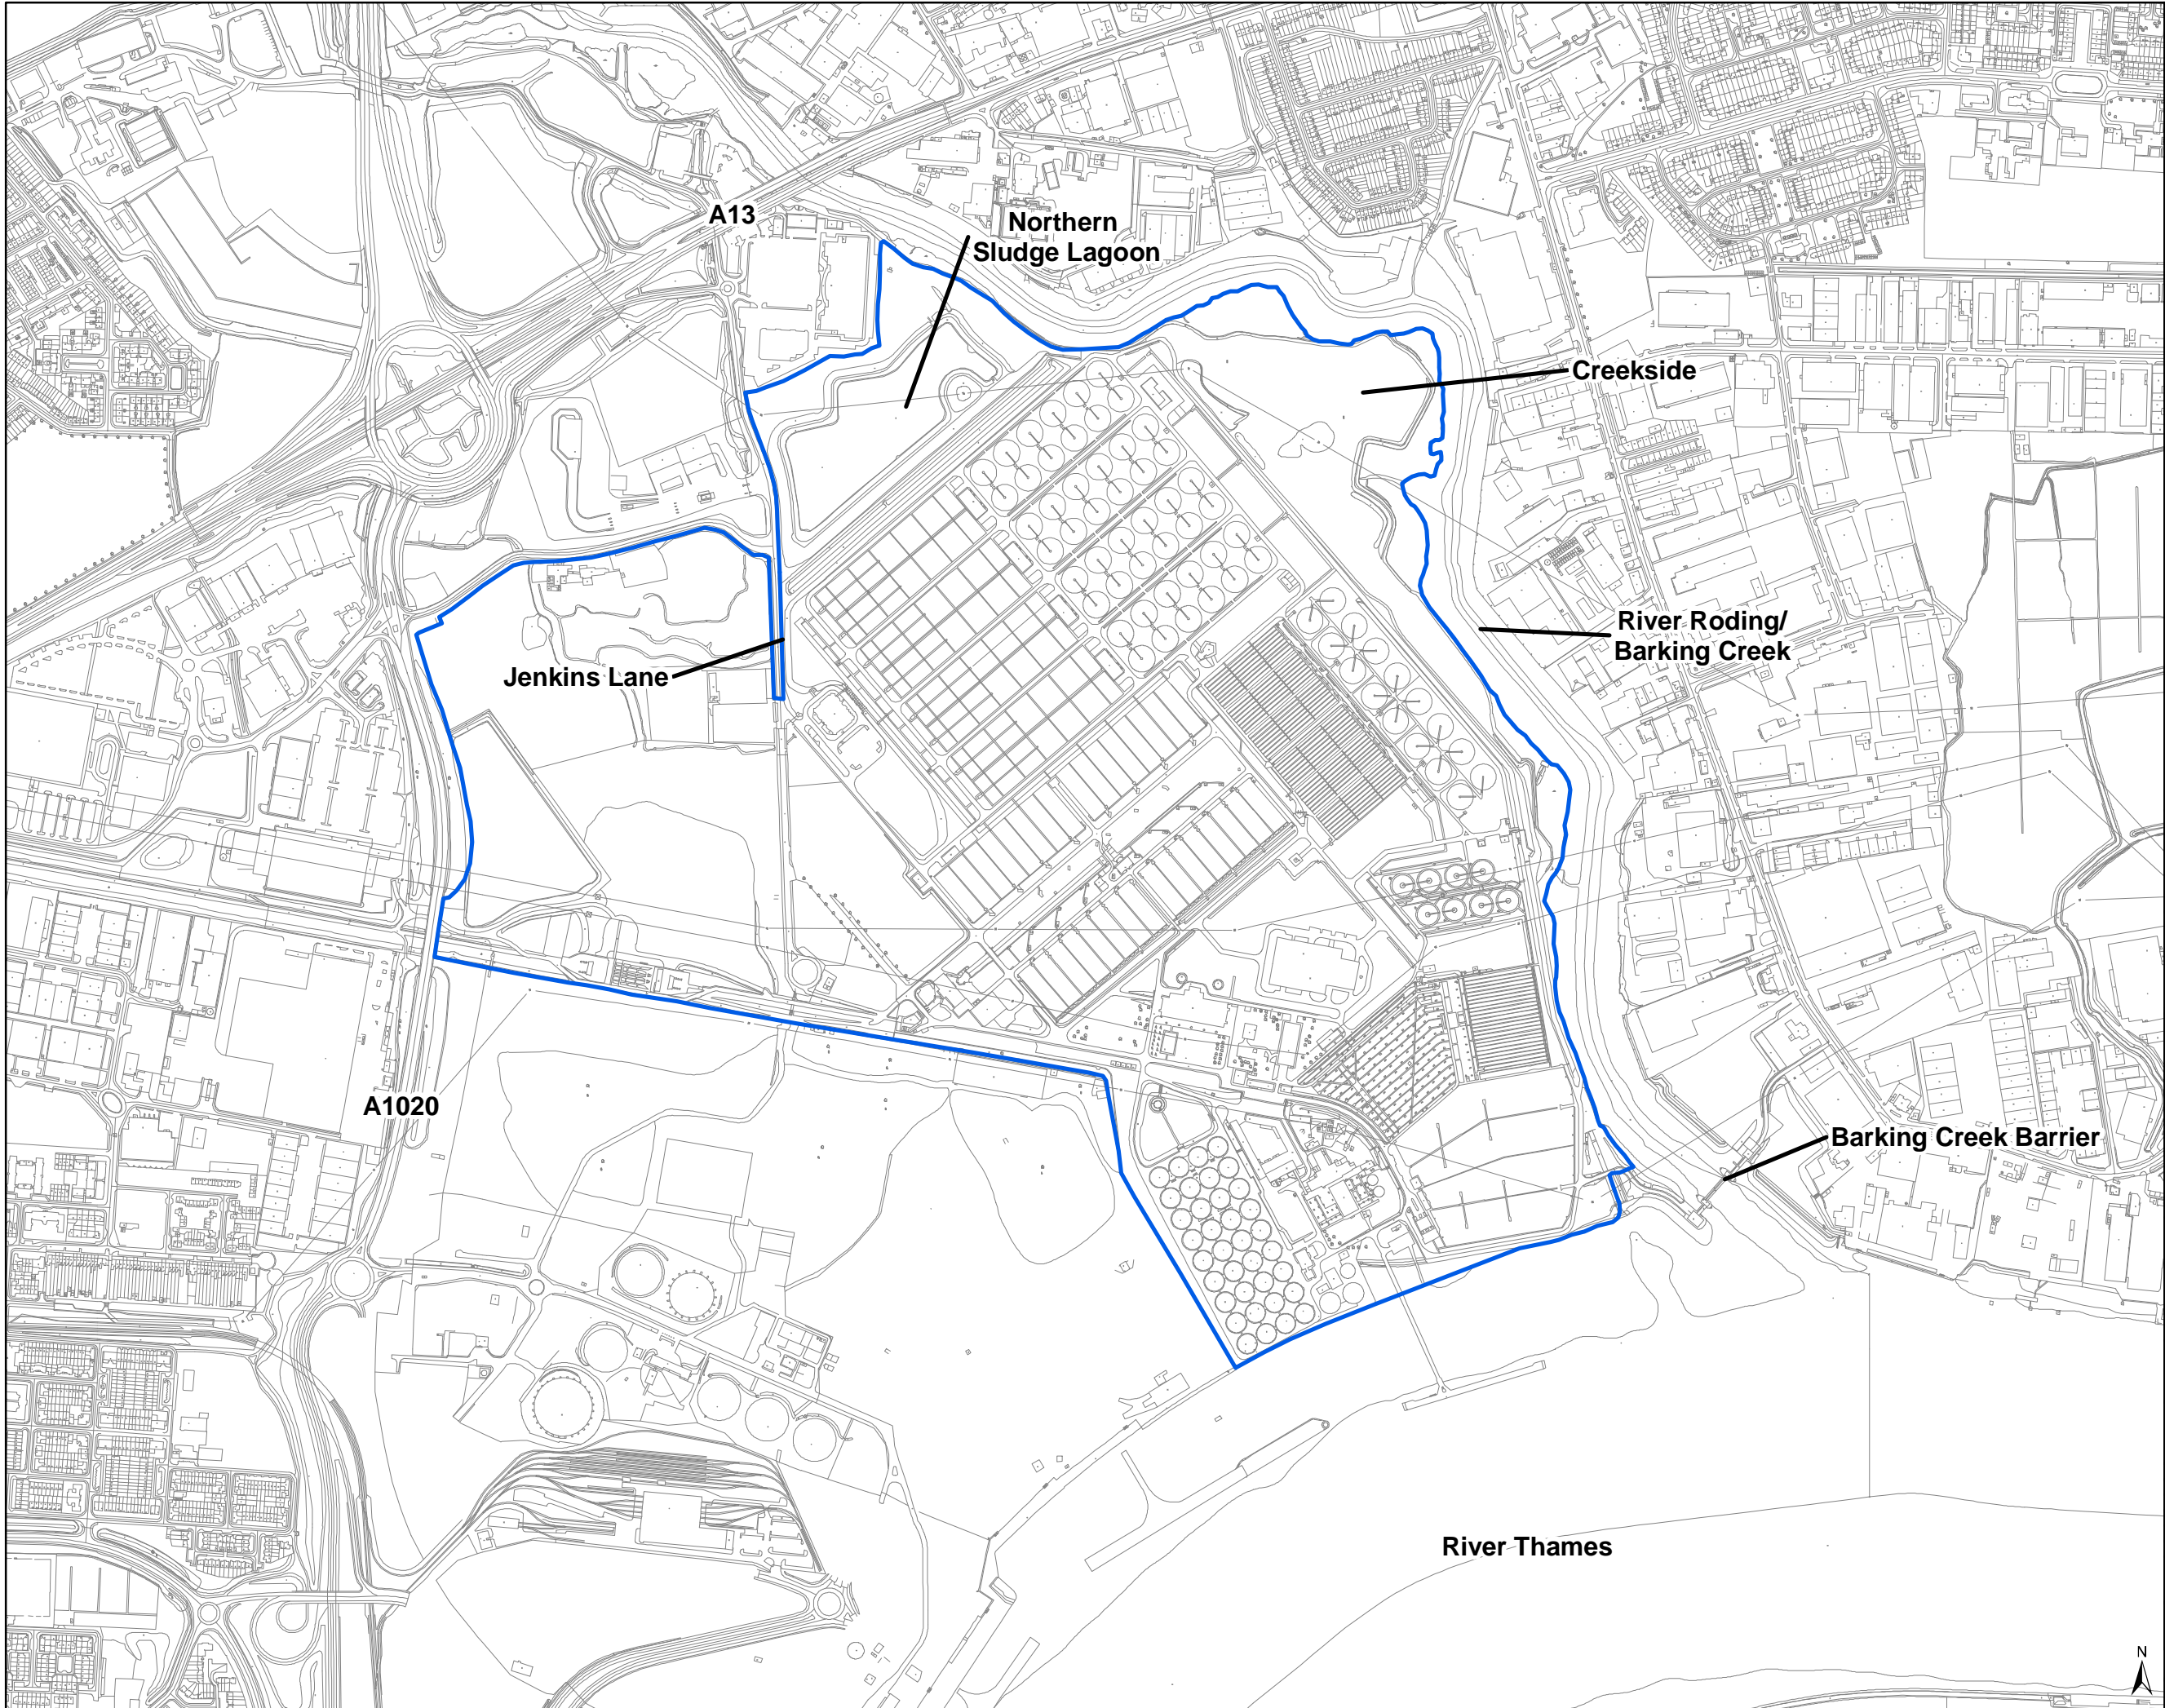 A13
Northern
Sludge Lagoon
Creekside
River Roding/
Barking Creek
Jenkins Lane
A1020
Barking Creek Barrier
River Thames
N